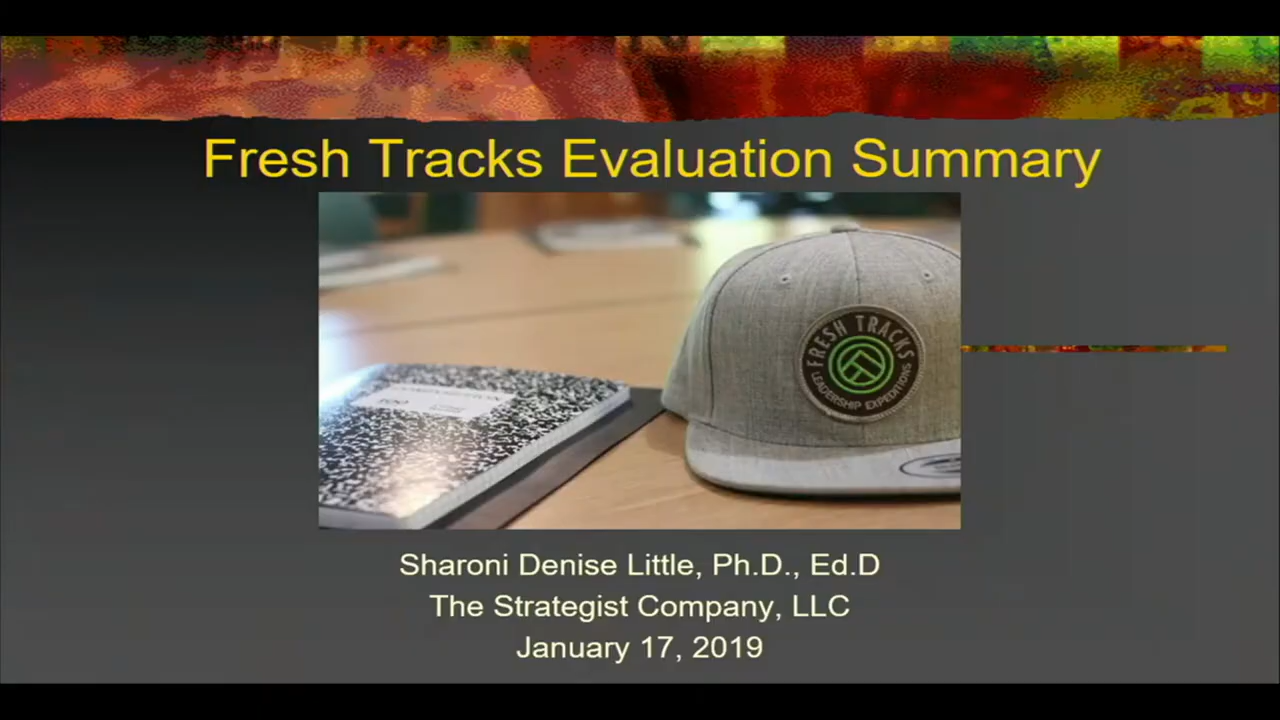 Fresh Tracks Evaluation Summary
FRESH TRACKS
LEADERSHIP EXPEDITIONS
100
Sharoni Denise Little, Ph.D., Ed.D
The Strategist Company, LLC
January 17, 2019